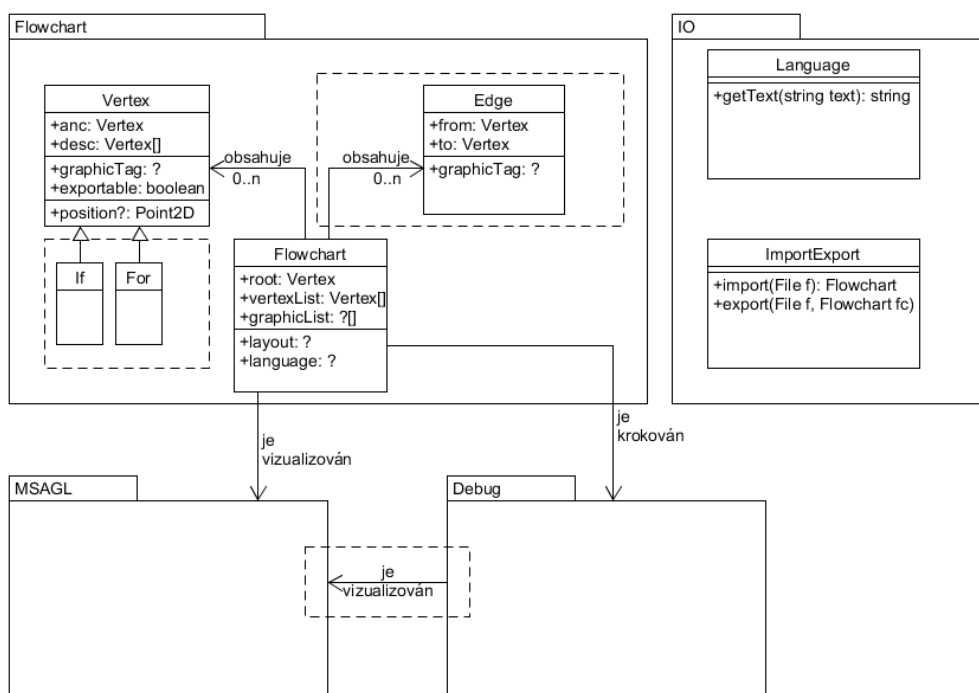 Flowchart
IO
Vertex
+anc: Vertex
+desc: Vertex[]
+graphicTag: ?
+exportable: boolean
+position?: Point2D
obsahuje
0..n
obsahuje
0..n
Edge
+from: Vertex
+to: Vertex
+graphicTag: ?
Language
+getText(string text): string
If
For
Flowchart
+root: Vertex
+vertexList: Vertex[]
+graphicList: ?[]
+layout: ?
+language: ?
ImportExport
+import(File f): Flowchart
+export(File f, Flowchart fc)
je
vizualizován
je
krokován
MSAGL
Debug
je
vizualizován